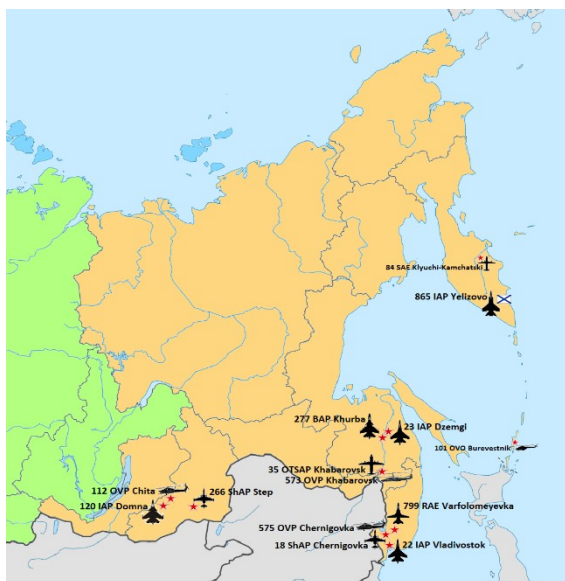 84 SAE Klyuchi-Kamchatski
865 IAP Yelizovo
277 BAP Khurba
23 IAP Dzemgi
101 OVO Burevestnik
35 OTSAP Khabarovsk
573 OVP Khabarovsk
112 OVP Chita
266 ShAP Step
120 IAP Domna
799 RAE Varfolomeyevka
575 OVP Chernigovka
18 ShAP Chernigovka
22 IAP Vladivostok